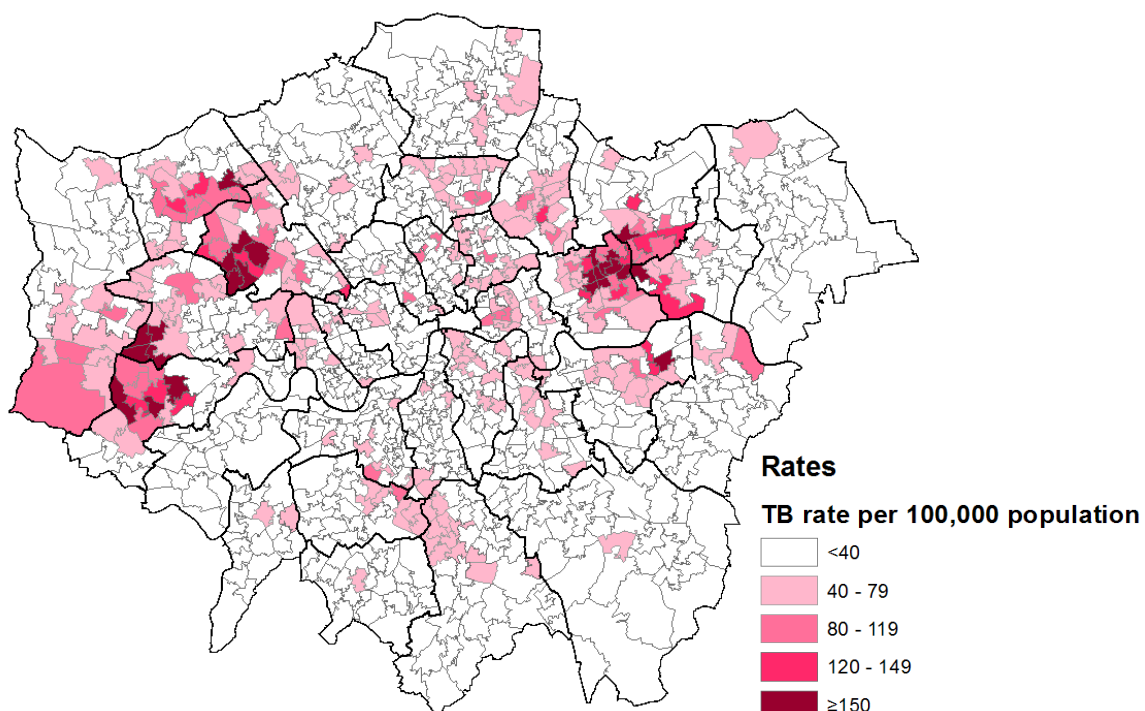 Rates
TB rate per 100,000 population
<40
40 - 79
80 - 119
120 - 149
≥150